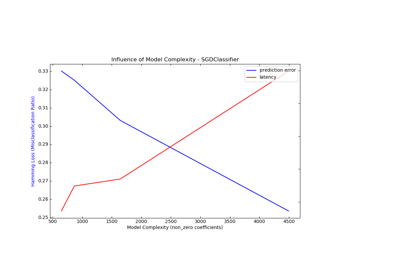 Influence of Model Complexity - SGDClassifier
prediction error
latency
Hamming Loss (Misclassification Ratio)
0.33
0.32
0.31
0.30
0.29
0.28
0.27
0.26
0.25
500 1000 1500 2000 2500 3000 3500 4000 4500
Model Complexity (non_zero coefficients)